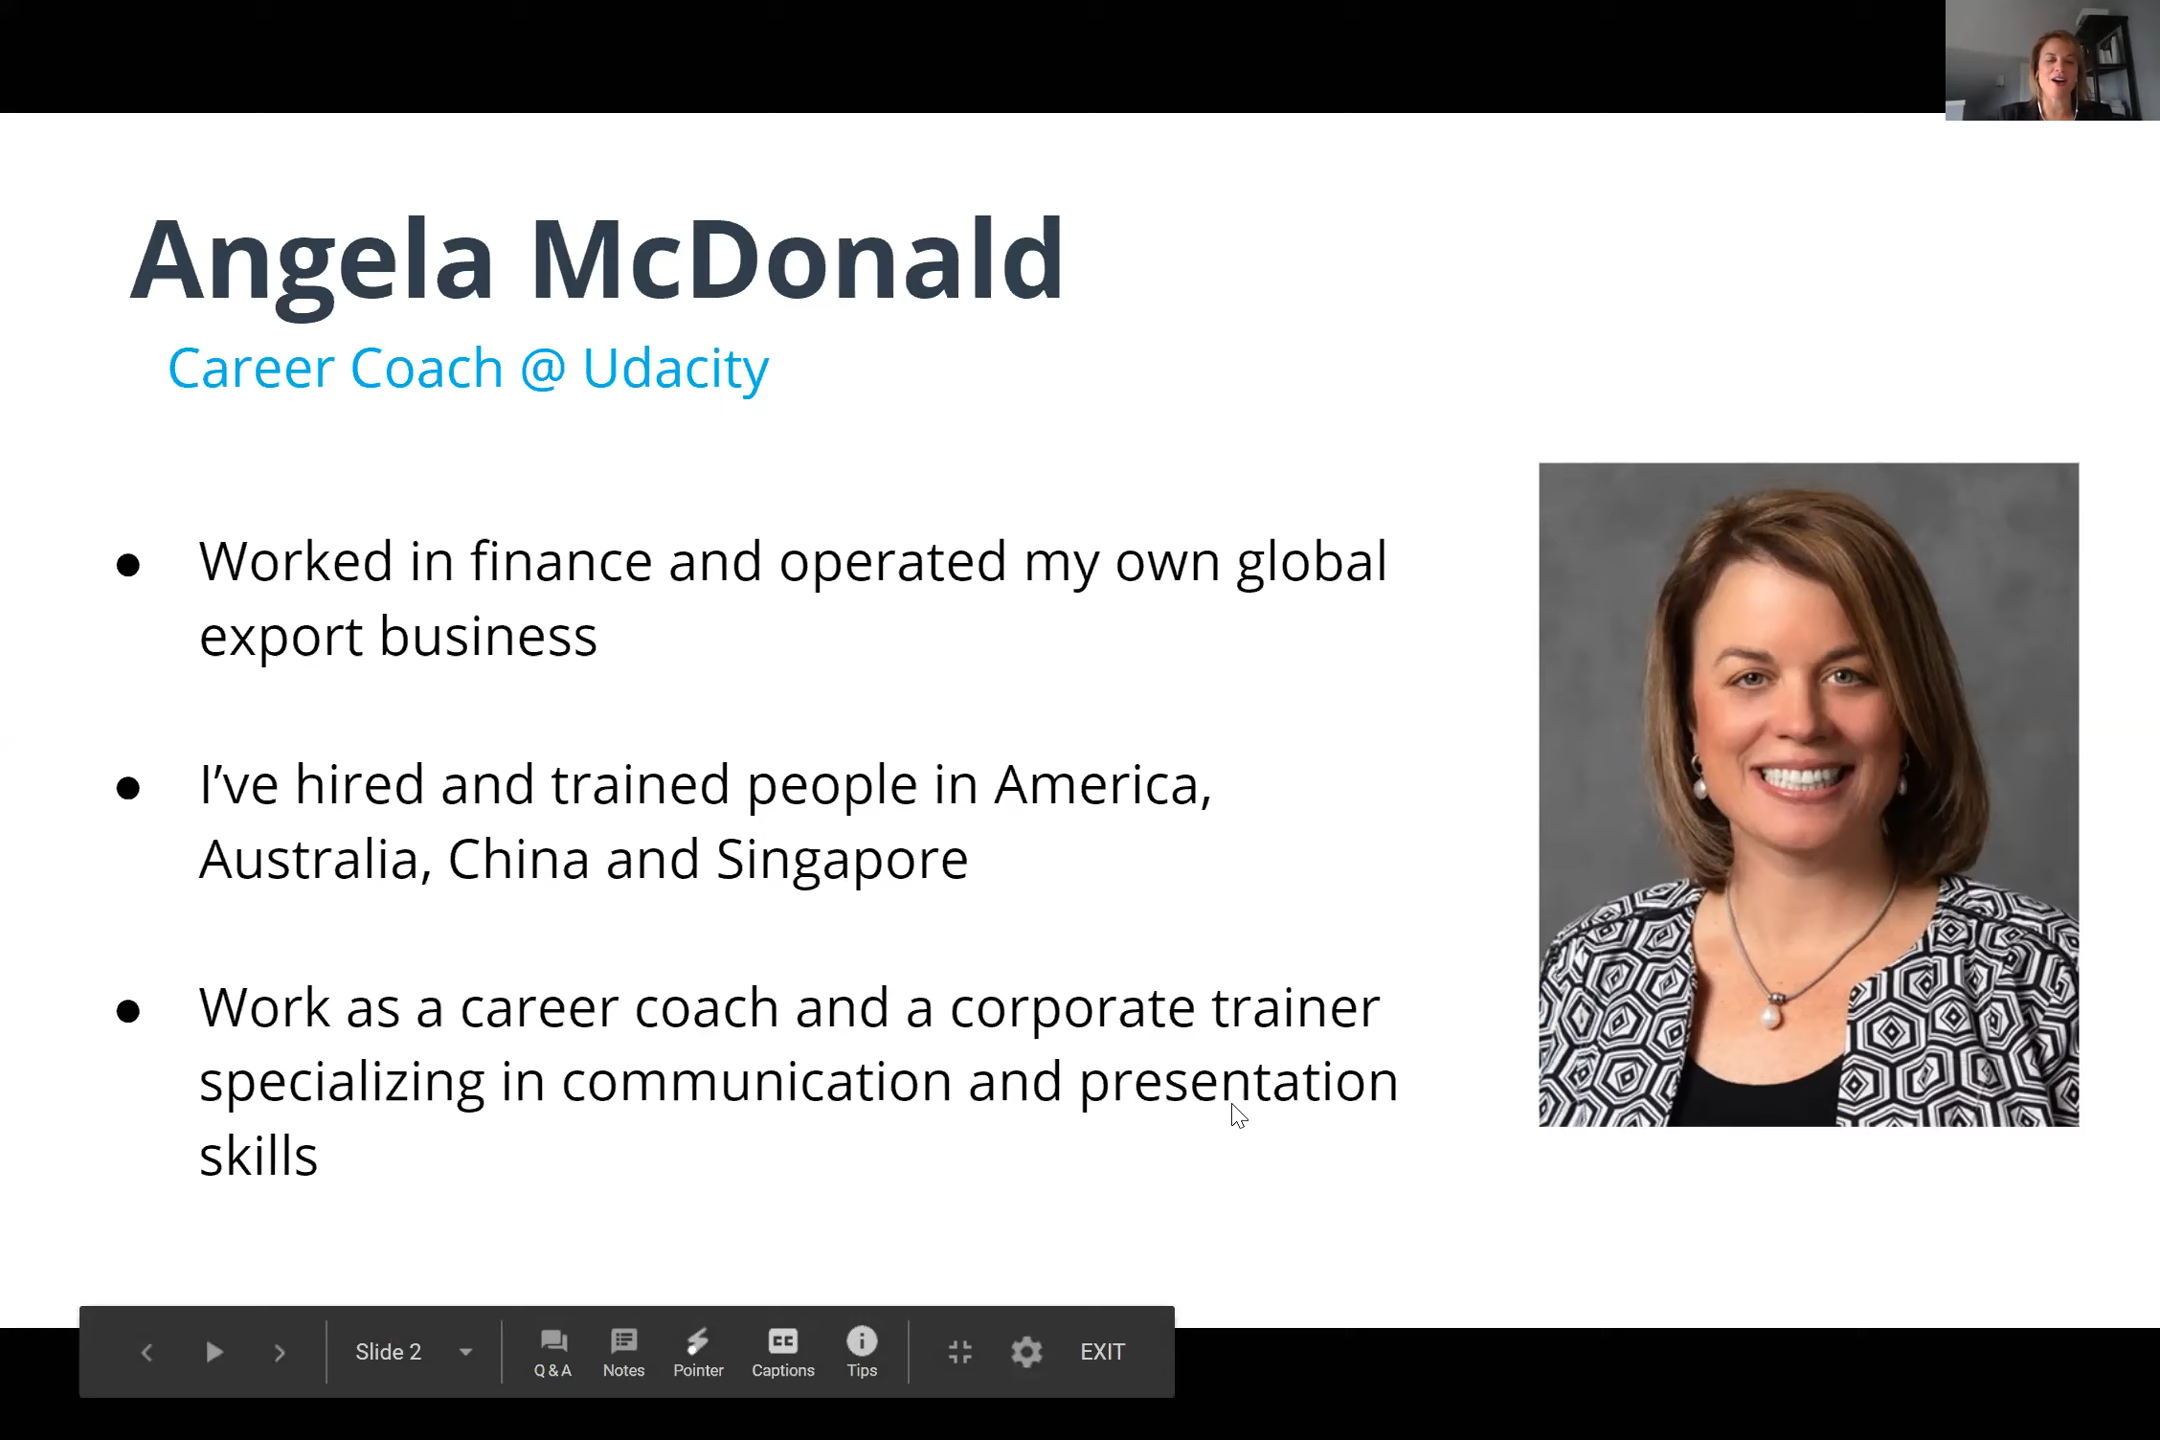 Angela McDonald
Career Coach @ Udacity
● Worked in finance and operated my own global
export business
● I’ve hired and trained people in America,
Australia, China and Singapore
● Work as a career coach and a corporate trainer
specializing in communication and presentation
skills
Slide 2
Q & A
Notes
Pointer
CC
Captions
Tips
EXIT